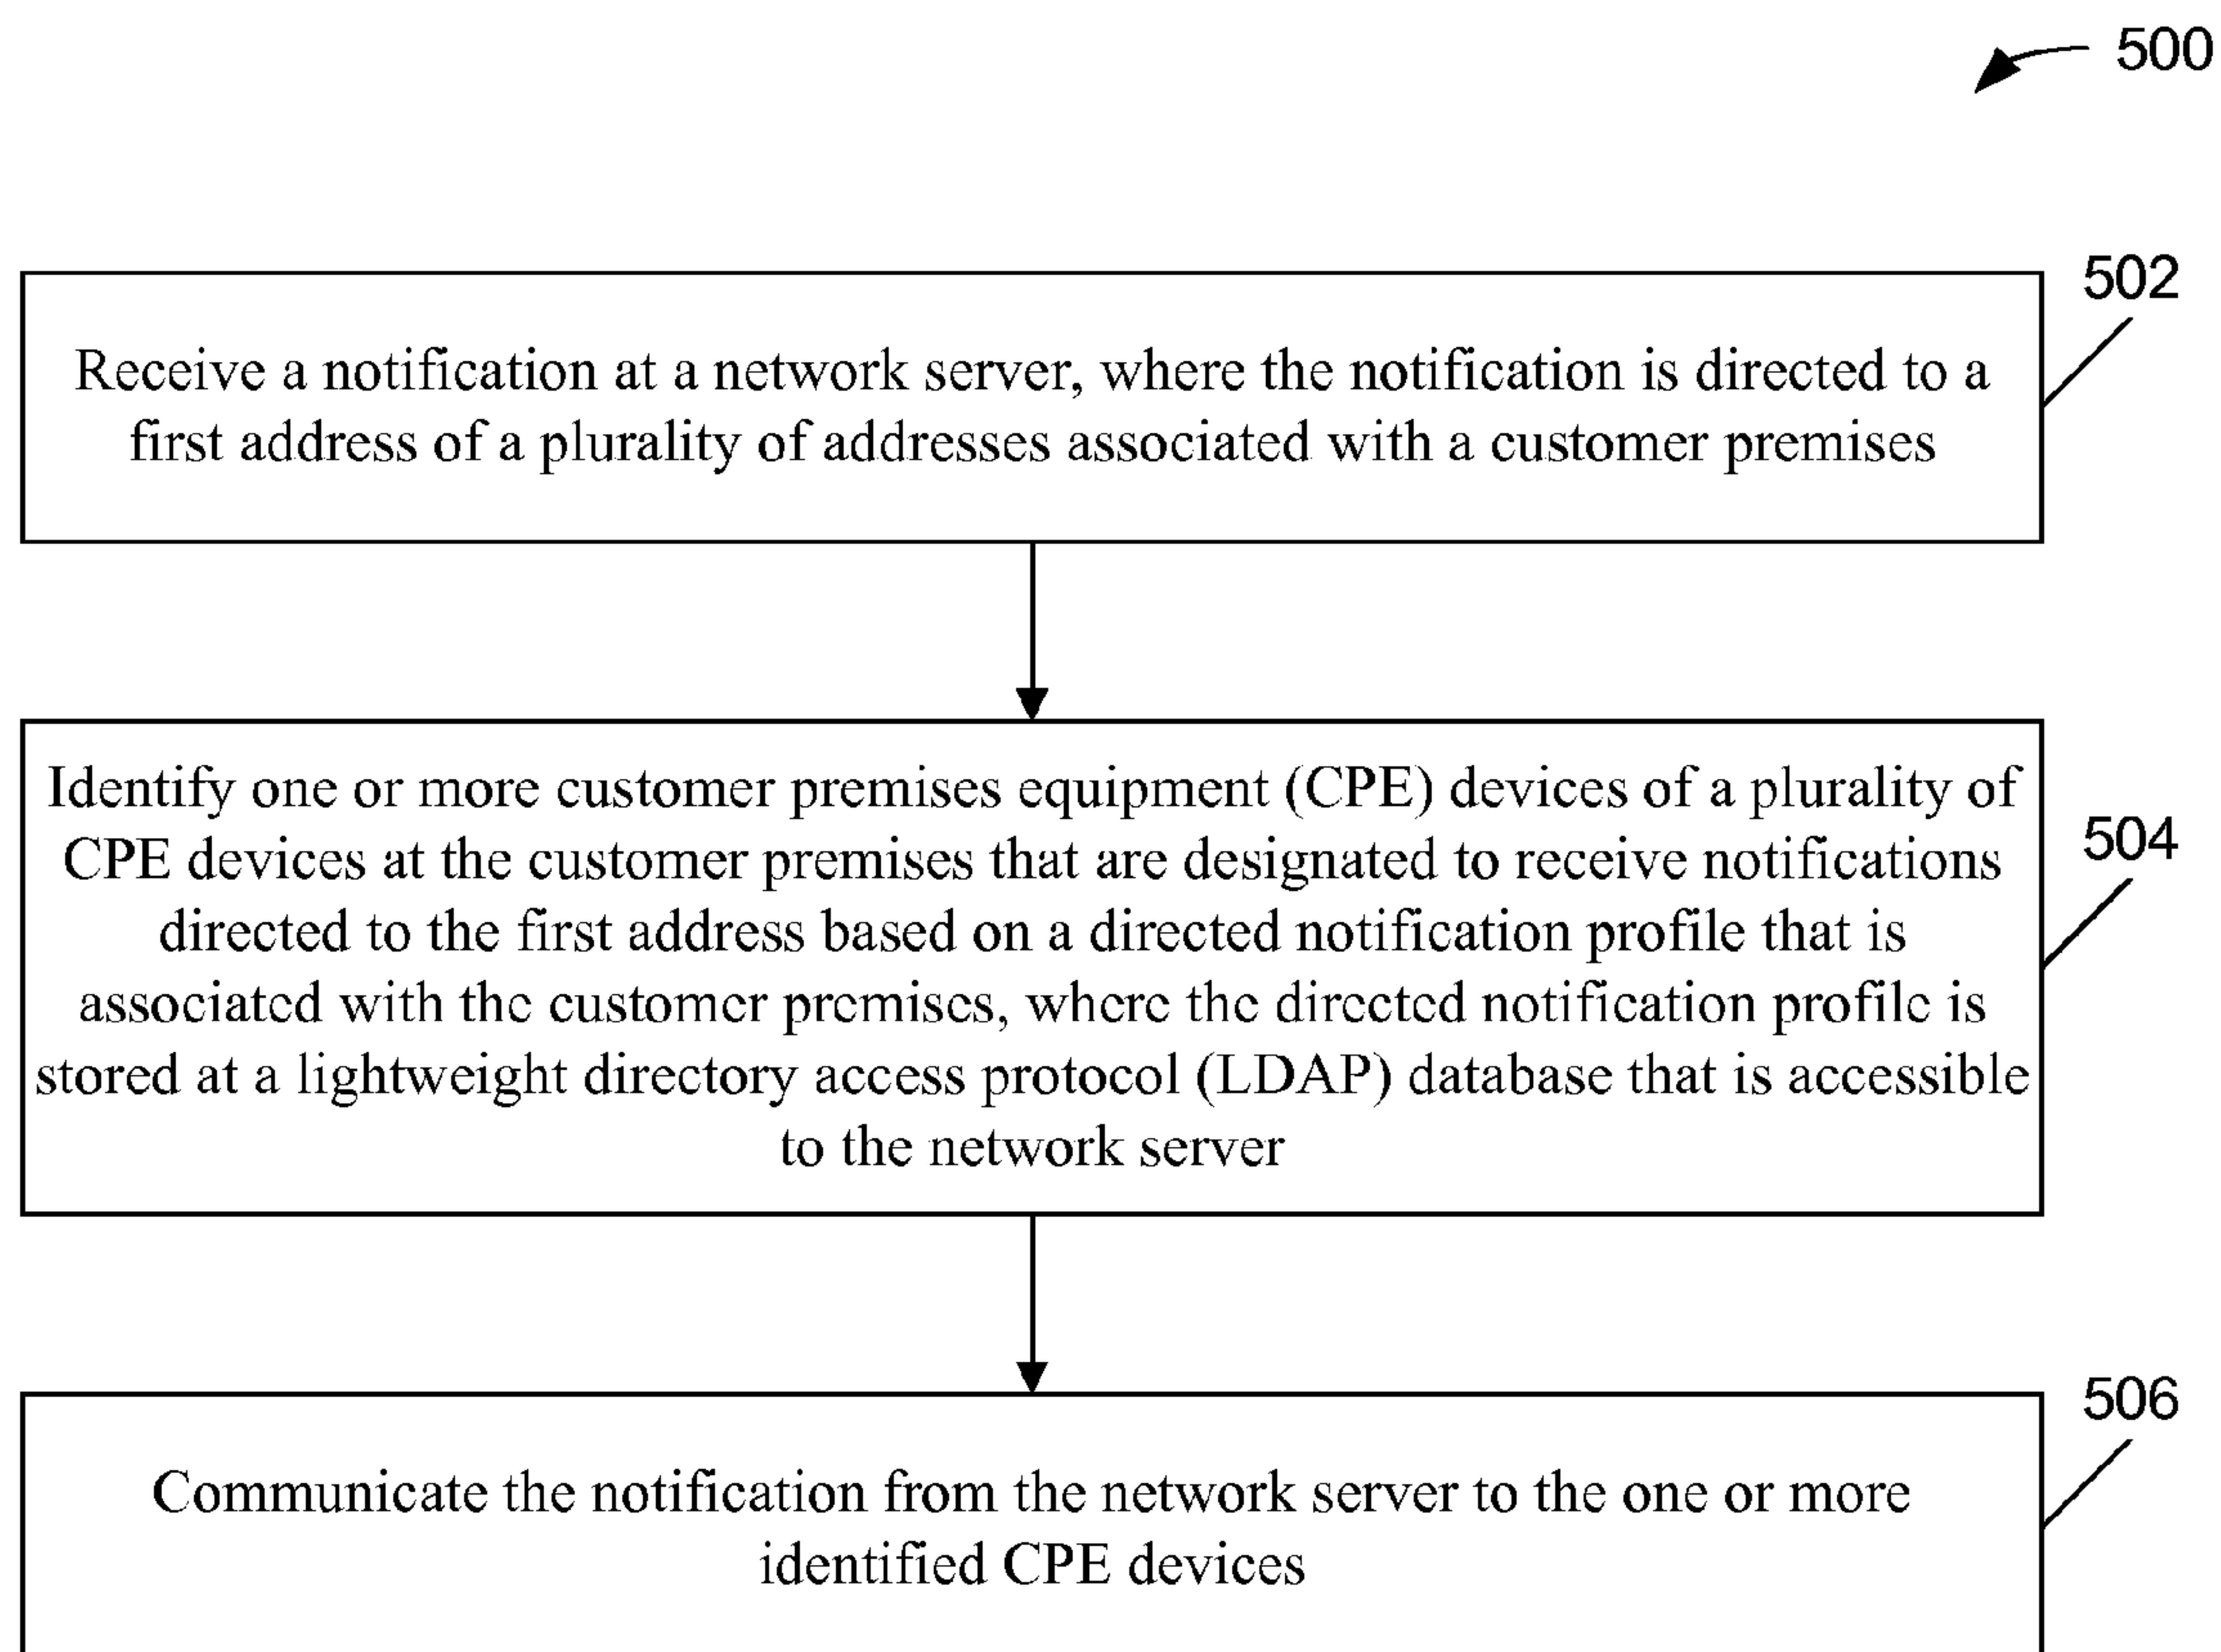 500
502
Receive a notification at a network server, where the notification is directed to a
first address of a plurality of addresses associated with a customer premises
Identify one or more customer premises equipment (CPE) devices of a plurality of
CPE devices at the customer premises that are designated to receive notifications
directed to the first address based on a directed notification profile that is
associated with the customer premises, where the directed notification profile is
stored at a lightweight directory access protocol (LDAP) database that is accessible
to the network server
504
506
Communicate the notification from the network server to the one or more
identified CPE devices